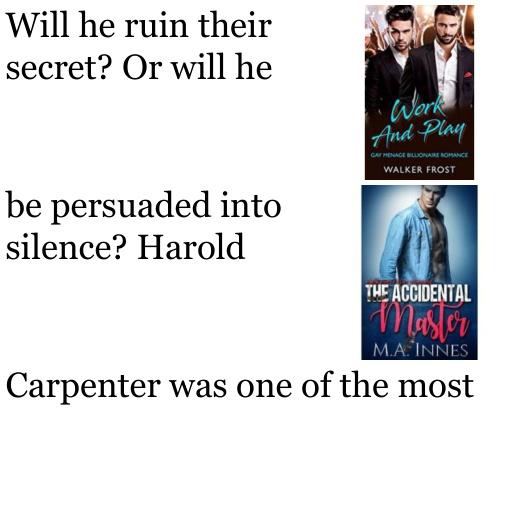 Will he ruin their
secret? Or will he
Work
And Play
GAY MENAGE BILLIONAIRE ROMANCE
WALKER FROST
be persuaded into
silence? Harold
THE ACCIDENTAL
Master
M.A. INNES
Carpenter was one of the most